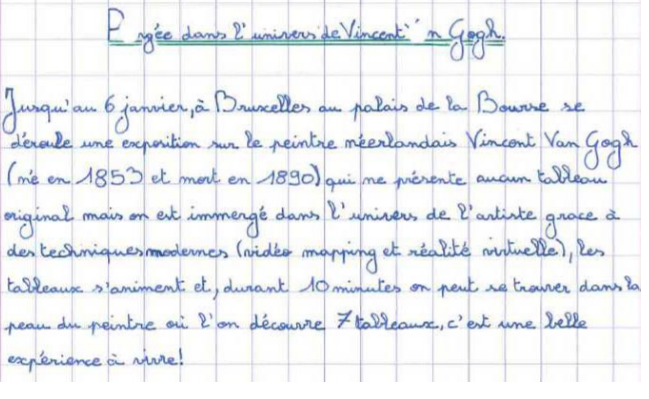 P ngée dans l'univers de Vincent n Gogh.
Jusqu'au 6 janvier, à Bruxelles au palais de la Bourse se
déroule une exposition sur le peintre néerlandais Vincent Van Gogh
(né en 1853 et mort en 1890) qui ne présente aucun tableau
original mais on est immergé dans l'univers de l'artiste grace à
des techniques modernes (vidéo mapping et réalité virtuelle), les
tableaux s'animent et, durant 10 minutes on peut se trouver dans la
peau du peintre où l'on découvre 7 tableaux, c'est une belle
expérience à vivre!